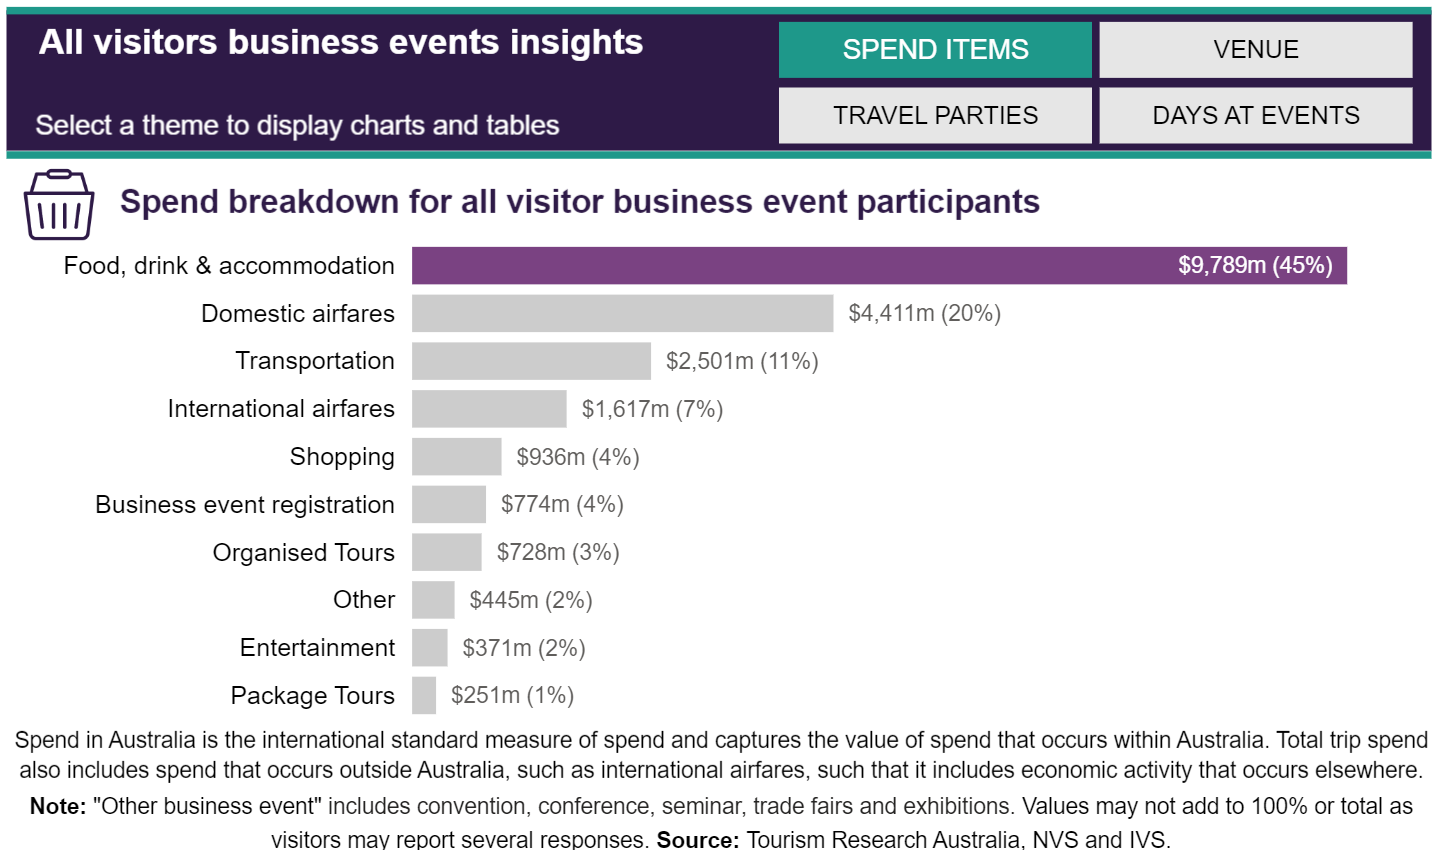 All visitors business events insights
SPEND ITEMS
VENUE
Select a theme to display charts and tables
TRAVEL PARTIES
DAYS AT EVENTS
Spend breakdown for all visitor business event participants
Food, drink & accommodation $9,789m (45%)
Domestic airfares $4,411m (20%)
Transportation $2,501m (11%)
International airfares $1,617m (7%)
Shopping $936m (4%)
Business event registration $774m (4%)
Organised Tours $728m (3%)
Other $445m (2%)
Entertainment $371m (2%)
Package Tours $251m (1%)
Spend in Australia is the international standard measure of spend and captures the value of spend that occurs within Australia. Total trip spend
also includes spend that occurs outside Australia, such as international airfares, such that it includes economic activity that occurs elsewhere.
Note: "Other business event" includes convention, conference, seminar, trade fairs and exhibitions. Values may not add to 100% or total as
visitors may report several responses. Source: Tourism Research Australia, NVS and IVS.